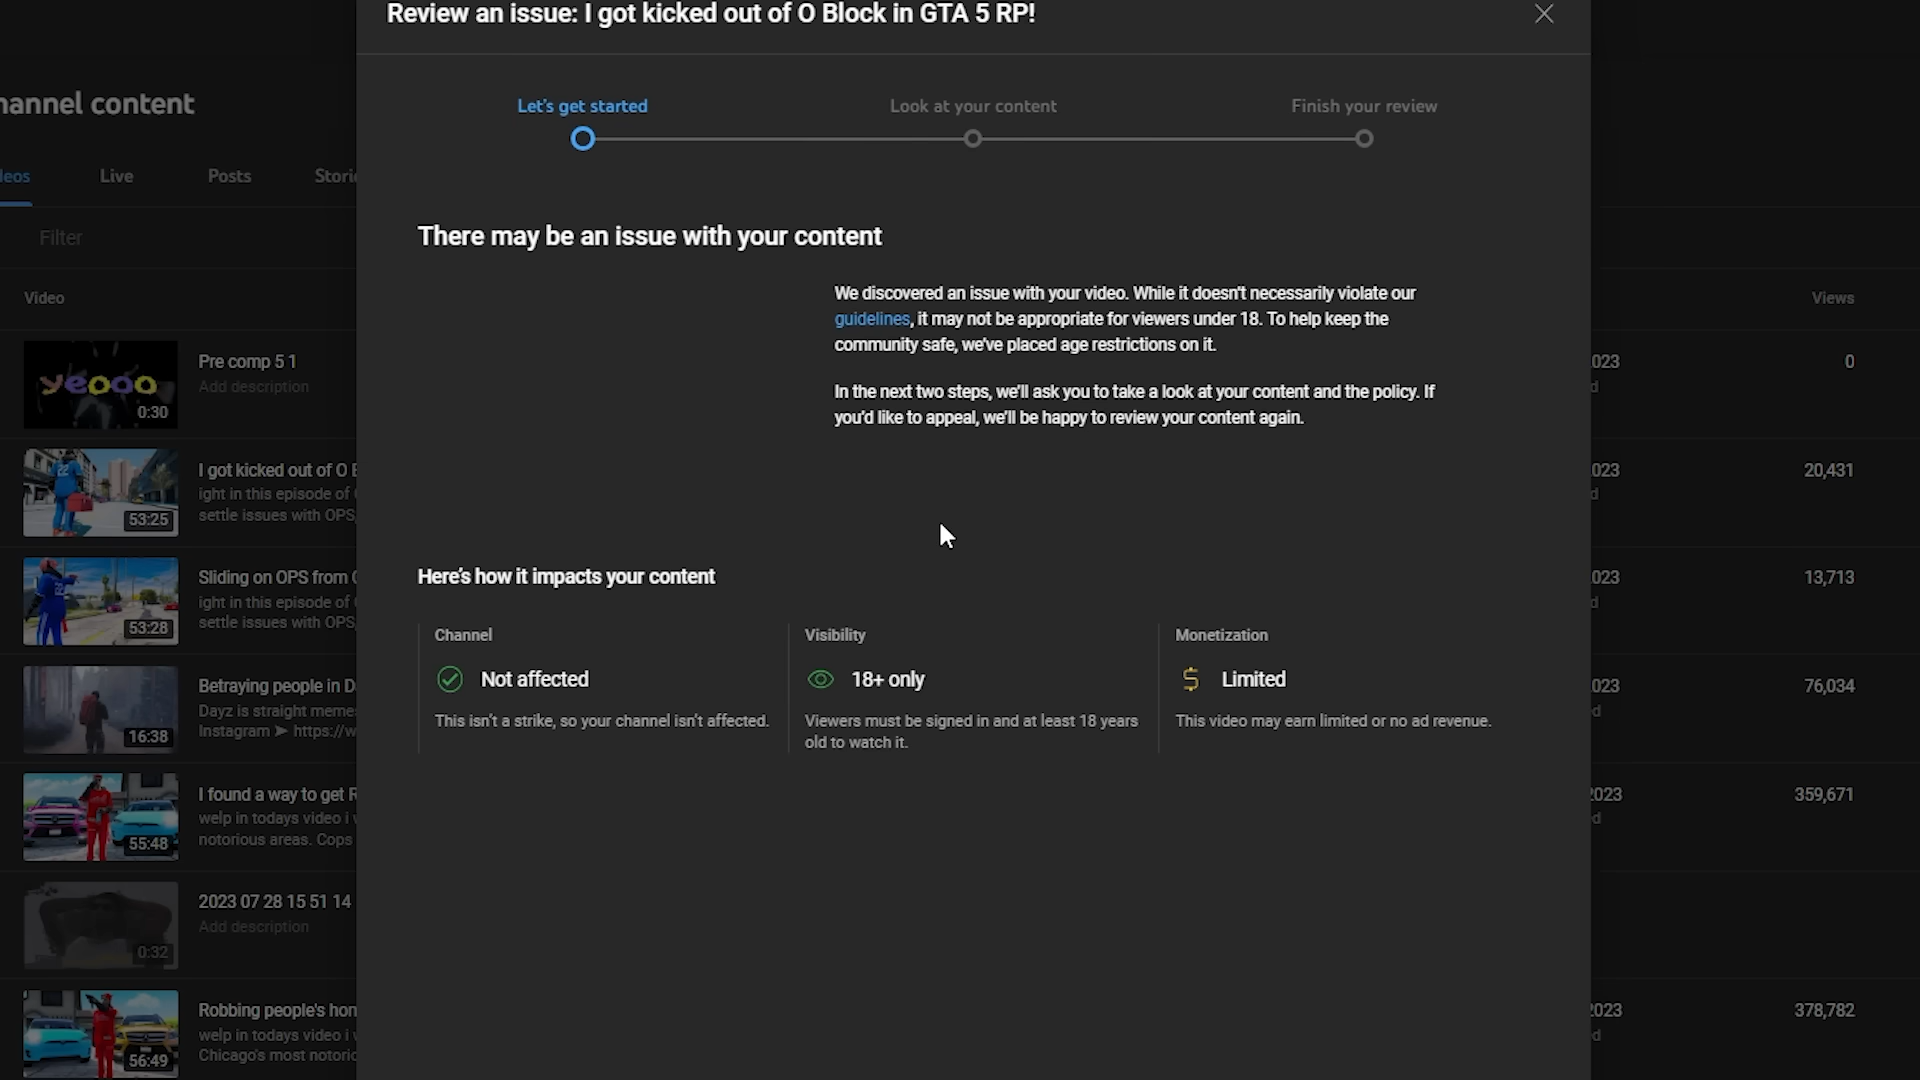 Review an issue: I got kicked out of O Block in GTA 5 RP!
hannel content
Let's get started
Look at your content
Finish your review
deos
Live
Posts
Storie
Filter
There may be an issue with your content
We discovered an issue with your video. While it doesn't necessarily violate our
guidelines, it may not be appropriate for viewers under 18. To help keep the
community safe, we've placed age restrictions on it.
In the next two steps, we'll ask you to take a look at your content and the policy. If
you'd like to appeal, we'll be happy to review your content again.
Video
Views
yeooo
0:30
Pre comp 5 1
Add description
023
d
0
22
53:25
I got kicked out of O B
ight in this episode of
settle issues with OPS,
023
d
20,431
53:28
Sliding on OPS from
ight in this episode of
settle issues with OPS,
023
d
13,713
Here's how it impacts your content
Channel
Not affected
This isn't a strike, so your channel isn't affected.
Visibility
18+ only
Viewers must be signed in and at least 18 years
old to watch it.
Monetization
Limited
This video may earn limited or no ad revenue.
16:38
Betraying people in D
Dayz is straight meme
Instagram ➤ https://w
023
d
76,034
55:48
I found a way to get R
welp in todays video i
notorious areas. Cops
2023
d
359,671
0:32
2023 07 28 15 51 14
Add description
56:49
Robbing people's hon
welp in todays video i
Chicago's most notoric
2023
d
378,782